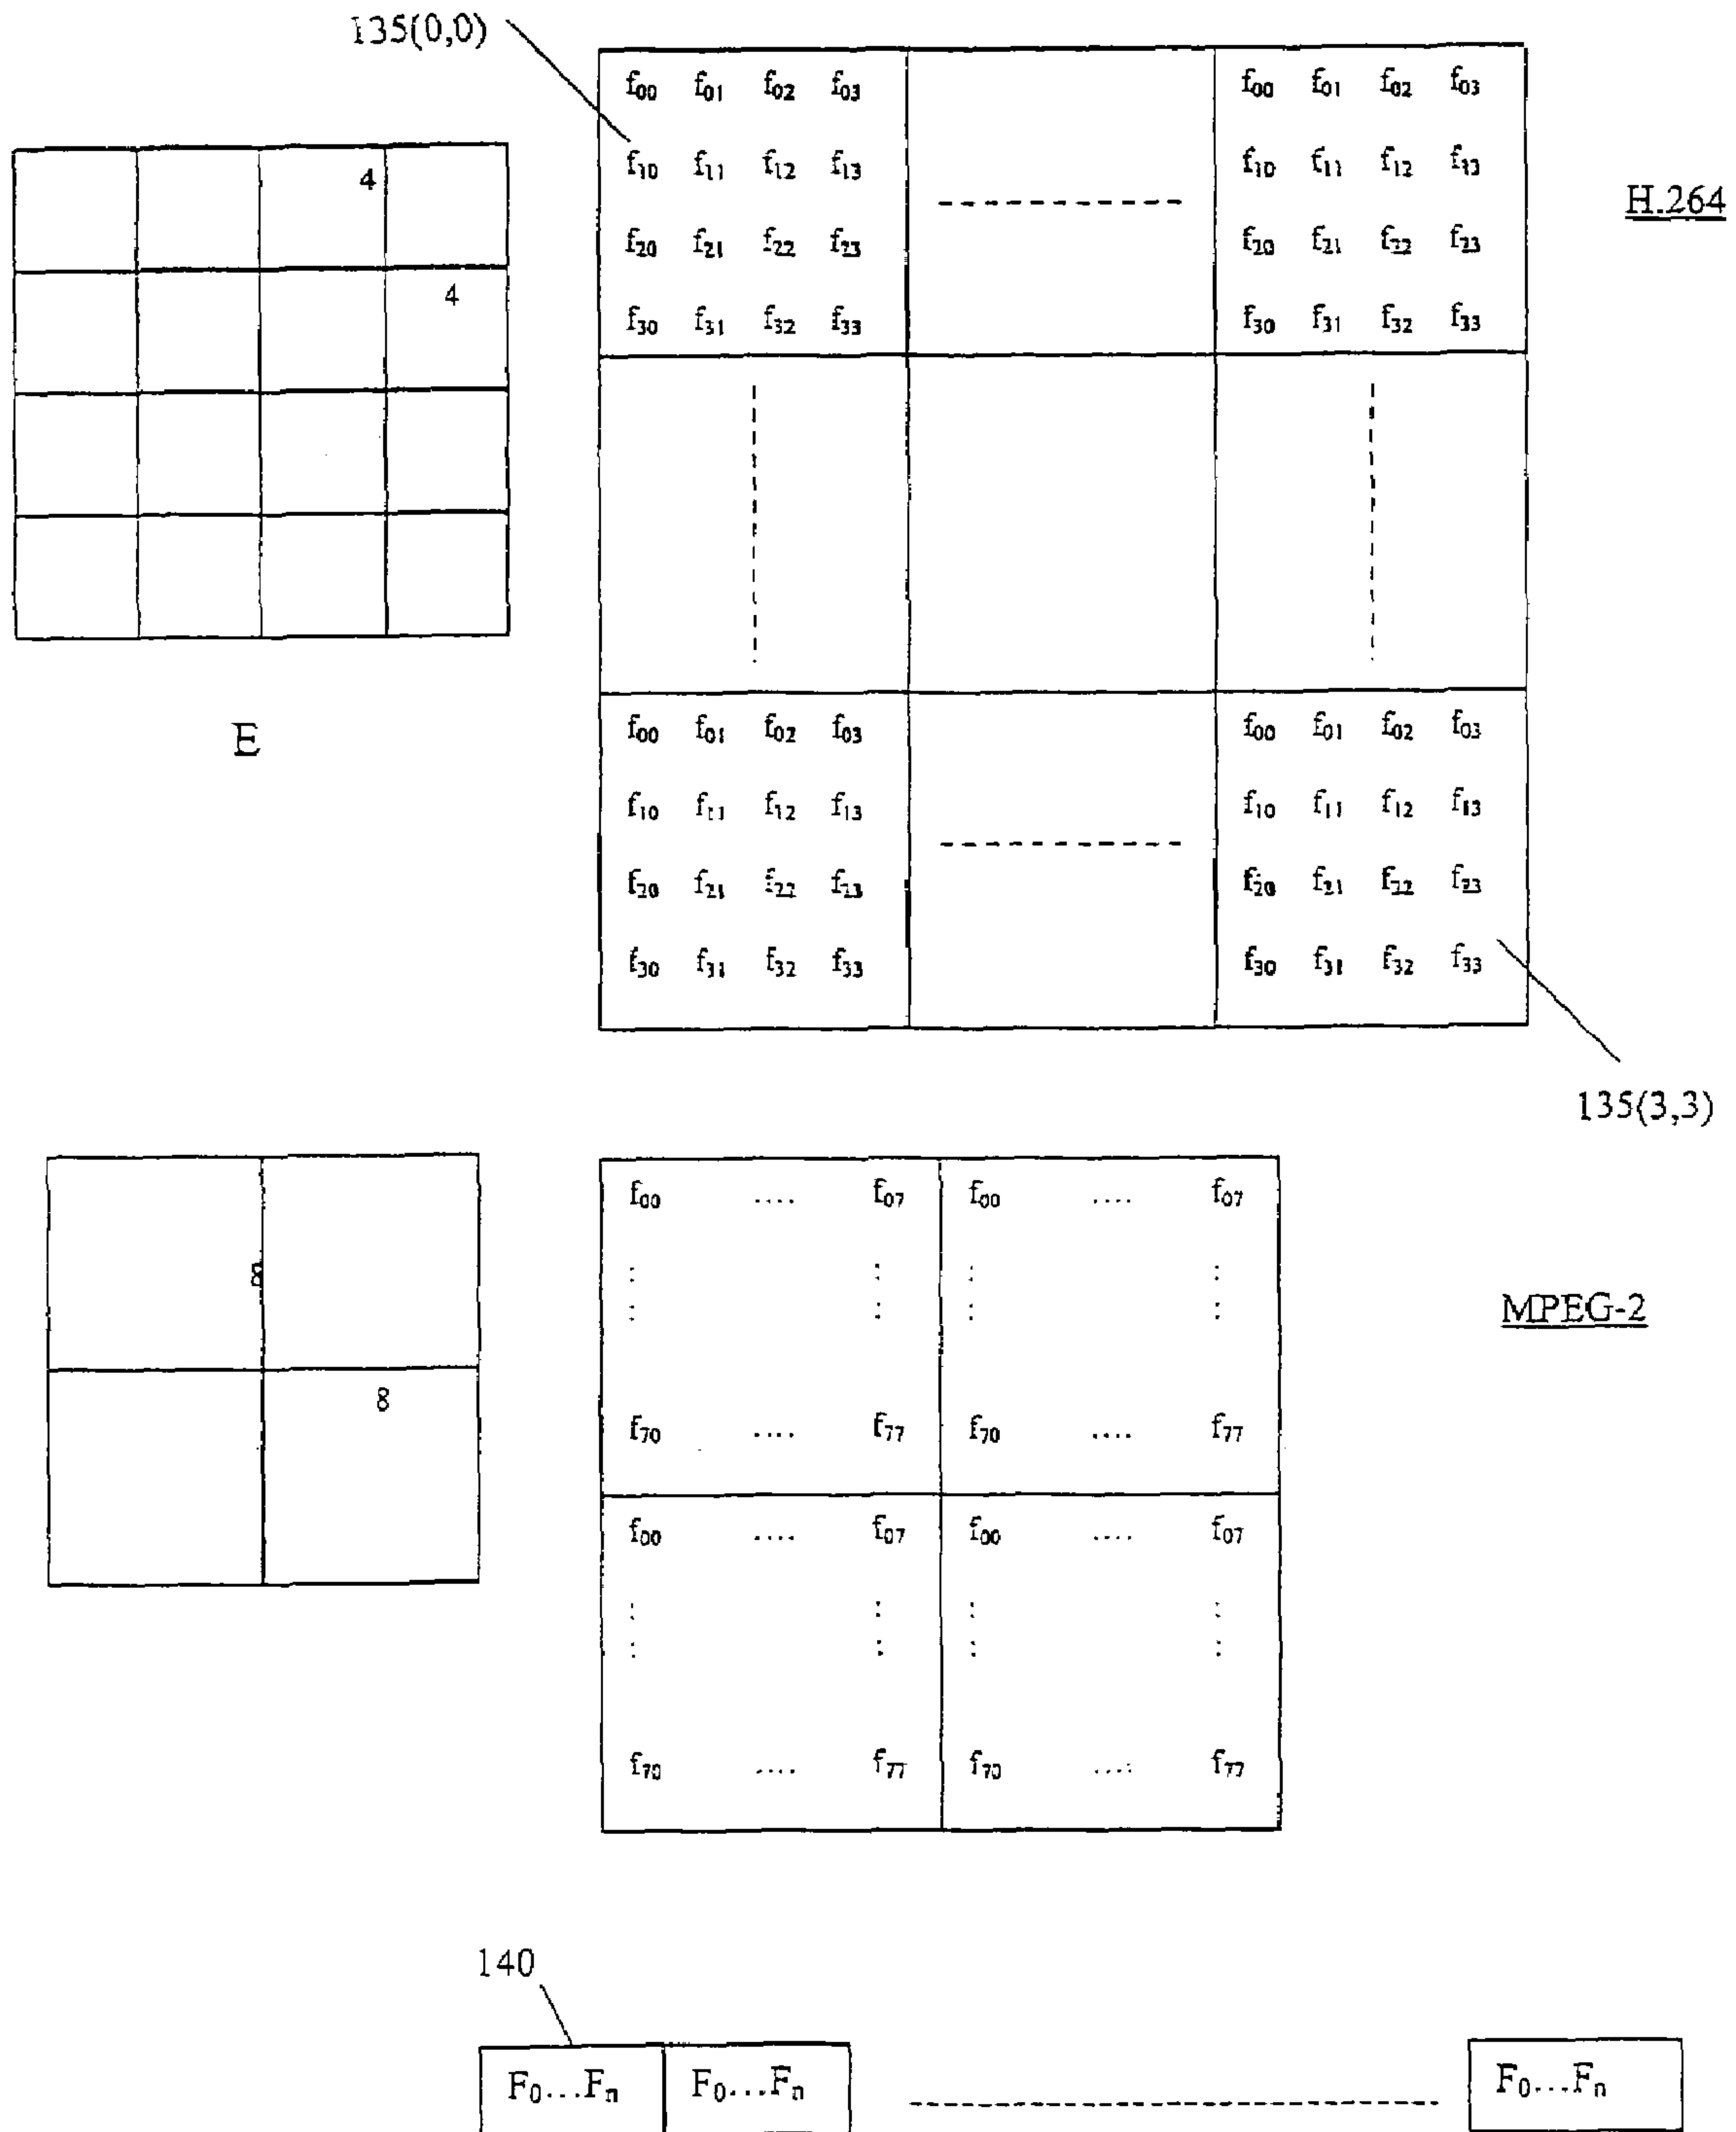 135(0,0)
f00 f01 f02 f03 f00 f01 f02 f03
4
f10 f11 f12 f13 f10 f11 f12 f13
H.264
f20 f21 f22 f23 f20 f21 f22 f23
4
f30 f31 f32 f33 f30 f31 f32 f33
E
f00 f01 f02 f03 f00 f01 f02 f03
f10 f11 f12 f13 f10 f11 f12 f13
f20 f21 f22 f23 f20 f21 f22 f23
f30 f31 f32 f33 f30 f31 f32 f33
135(3,3)
f00 .... f07 f00 .... f07
8
MPEG-2
8
f70 .... f77 f70 .... f77
f00 .... f07 f00 .... f07
f70 .... f77 f70 .... f77
140
F0...Fn F0...Fn F0...Fn